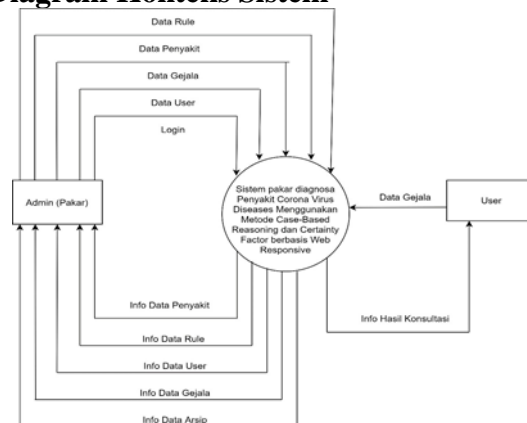 Diagram Konteks Sistem
Data Rule
Data Penyakit
Data Gejala
Data User
Login
Admin (Pakar)
Sistem pakar diagnosa
Penyakit Corona Virus
Diseases Menggunakan
Metode Case-Based
Reasoning dan Certainty
Factor berbasis Web
Responsive
Data Gejala
User
Info Data Penyakit
Info Hasil Konsultasi
Info Data Rule
Info Data User
Info Data Gejala
Info Data Arsip